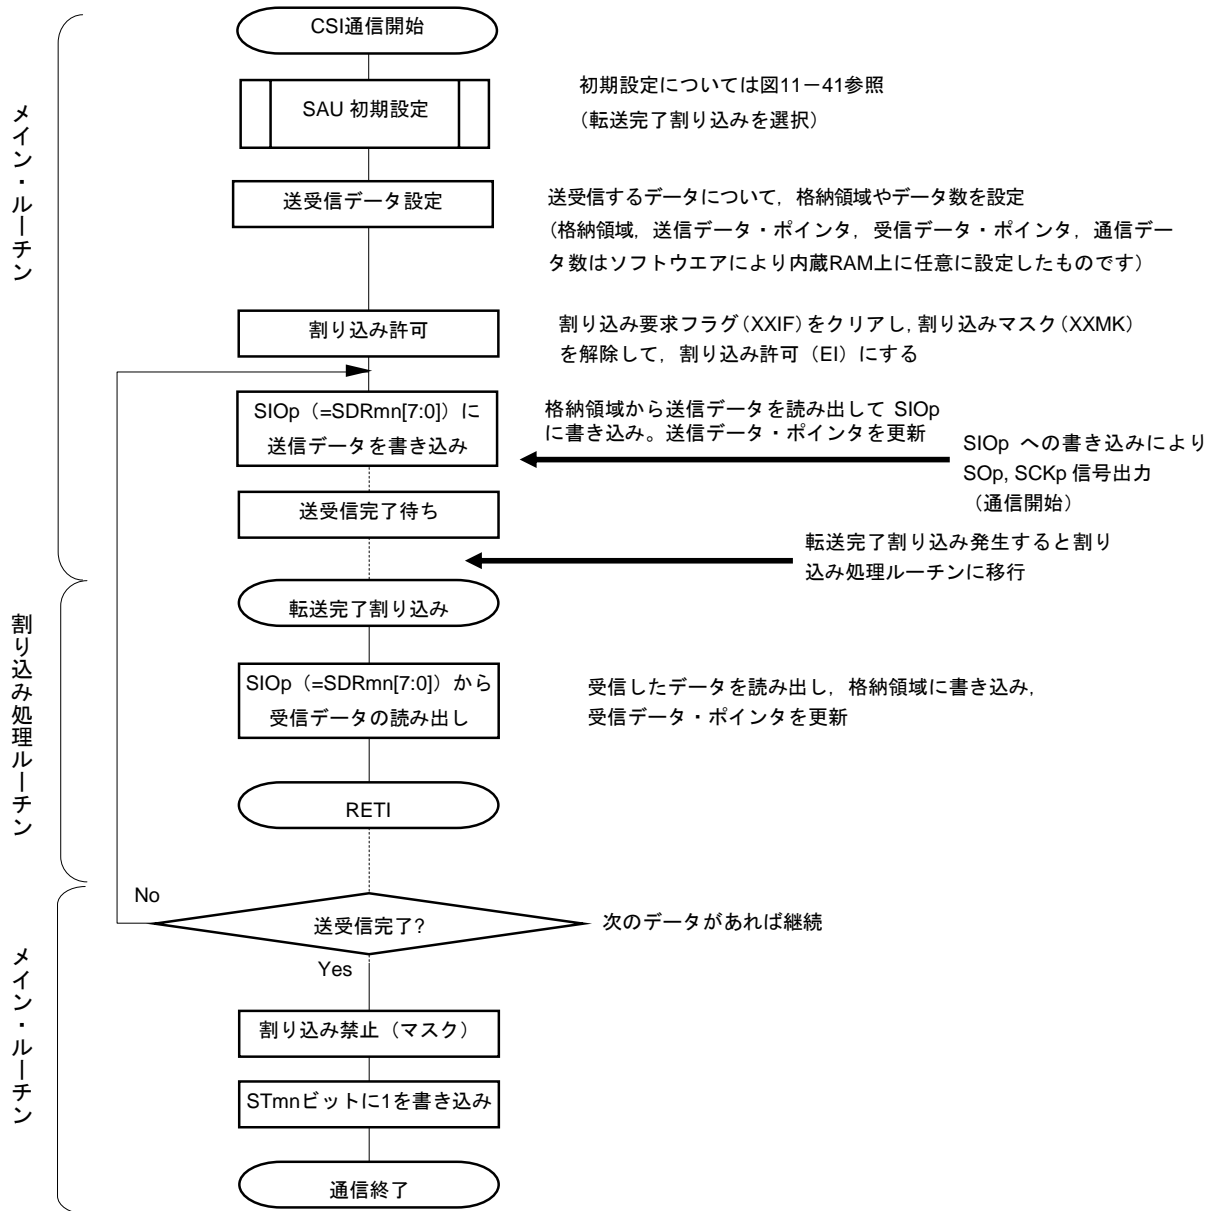 CSI通信開始
メイン・ルーチン
SAU 初期設定
初期設定については図11－41参照
（転送完了割り込みを選択）
送受信データ設定
送受信するデータについて，格納領域やデータ数を設定
（格納領域，送信データ・ポインタ，受信データ・ポインタ，通信デー
タ数はソフトウエアにより内蔵RAM上に任意に設定したものです）
割り込み許可
割り込み要求フラグ（XXIF）をクリアし，割り込みマスク（XXMK）
を解除して，割り込み許可（EI）にする
SIOp（=SDRmn[7:0]）に
送信データを書き込み
格納領域から送信データを読み出して SIOp
に書き込み。送信データ・ポインタを更新
SIOp への書き込みにより
SOp, SCKp 信号出力
（通信開始）
送受信完了待ち
転送完了割り込み発生すると割り
込み処理ルーチンに移行
割り込み処理ルーチン
転送完了割り込み
SIOp（=SDRmn[7:0]）から
受信データの読み出し
受信したデータを読み出し，格納領域に書き込み，
受信データ・ポインタを更新
RETI
メイン・ルーチン
No
送受信完了?
次のデータがあれば継続
Yes
割り込み禁止（マスク）
STmnビットに1を書き込み
通信終了